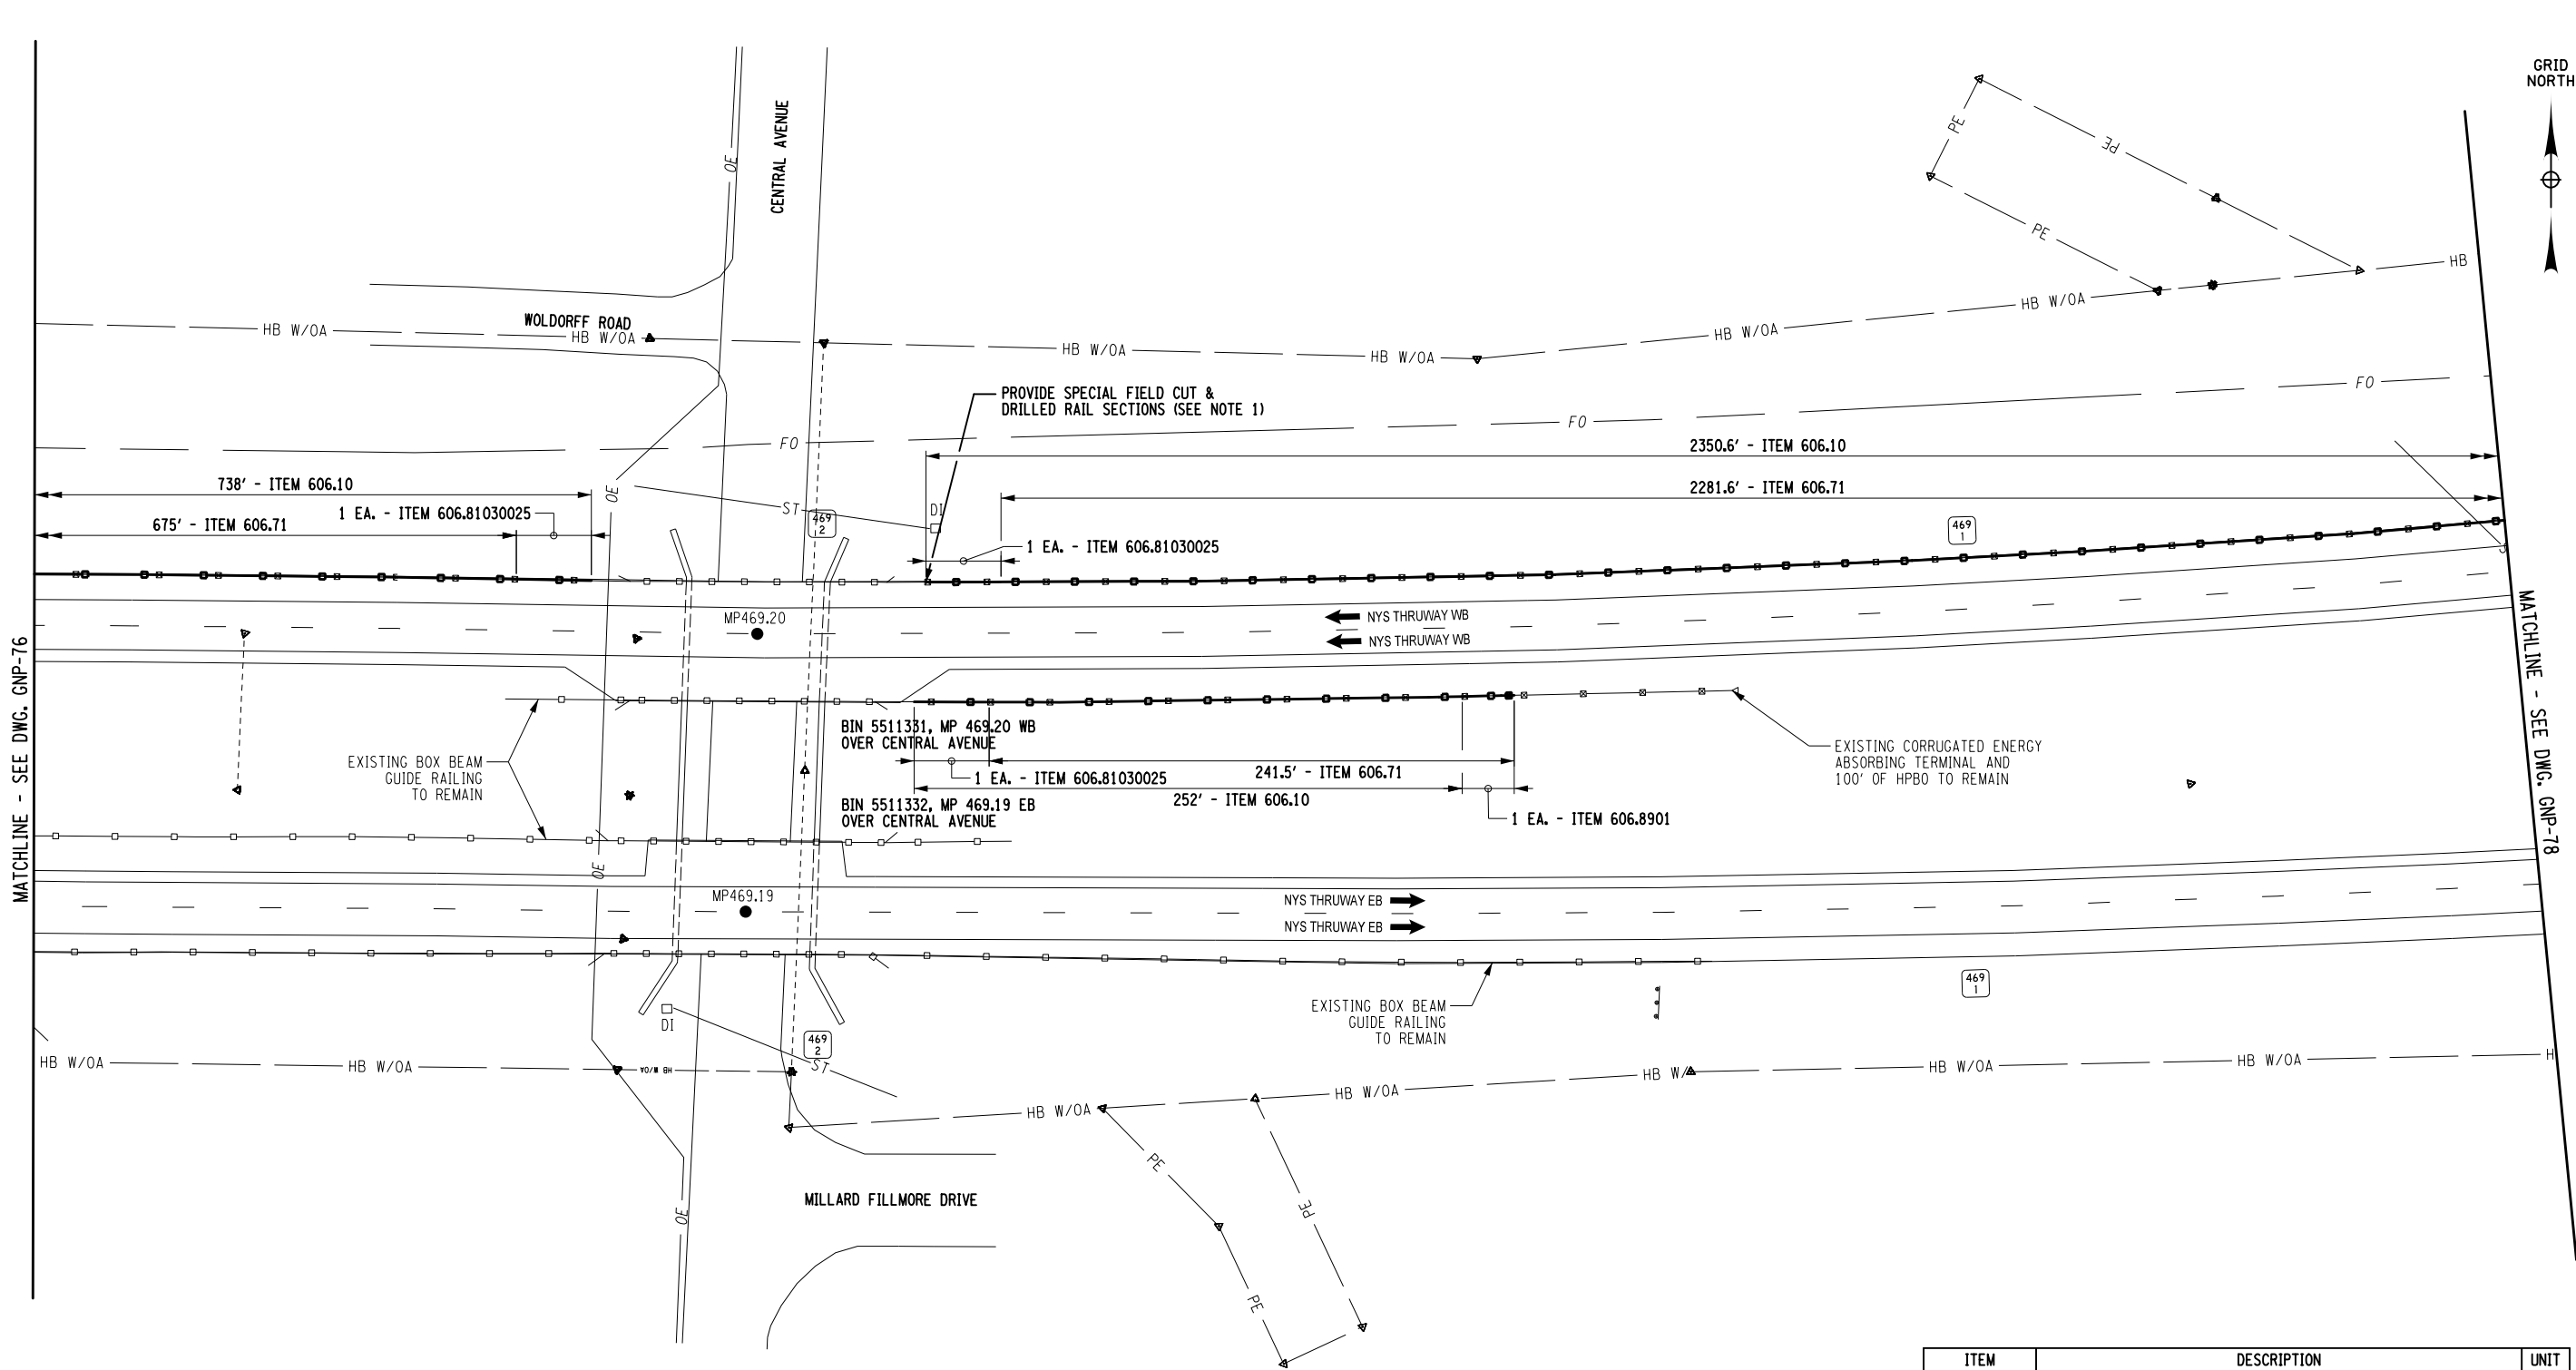 GRID
NORTH
CENTRAL AVENUE
OE
PE
PE
PE
HB
HB W/OA
WOLDORFF ROAD
HB W/OA
HB W/OA
HB W/OA
HB W/OA
HB W/OA
PROVIDE SPECIAL FIELD CUT &
DRILLED RAIL SECTIONS (SEE NOTE 1)
FO
FO
FO
2350.6' - ITEM 606.10
738' - ITEM 606.10
OE
2281.6' - ITEM 606.71
675' - ITEM 606.71
1 EA. - ITEM 606.81030025
ST
469
2
DI
469
1
1 EA. - ITEM 606.81030025
MP469.20
NYS THRUWAY WB
NYS THRUWAY WB
MATCHLINE - SEE DWG. GNP-76
MATCHLINE - SEE DWG. GNP-78
BIN 5511331, MP 469.20 WB
OVER CENTRAL AVENUE
EXISTING BOX BEAM
GUIDE RAILING
TO REMAIN
1 EA. - ITEM 606.81030025
241.5' - ITEM 606.71
EXISTING CORRUGATED ENERGY
ABSORBING TERMINAL AND
100' OF HPBO TO REMAIN
BIN 5511332, MP 469.19 EB
OVER CENTRAL AVENUE
252' - ITEM 606.10
1 EA. - ITEM 606.8901
OE
MP469.19
NYS THRUWAY EB
NYS THRUWAY EB
469
1
EXISTING BOX BEAM
GUIDE RAILING
TO REMAIN
DI
469
2
ST
HB W/OA
HB W/OA
HB W/OA
HB W/OA
HB W/OA
HB W/
HB W/OA
HB W/OA
H
PE
PE
PE
MILLARD FILLMORE DRIVE
OE
ITEM
DESCRIPTION
UNIT